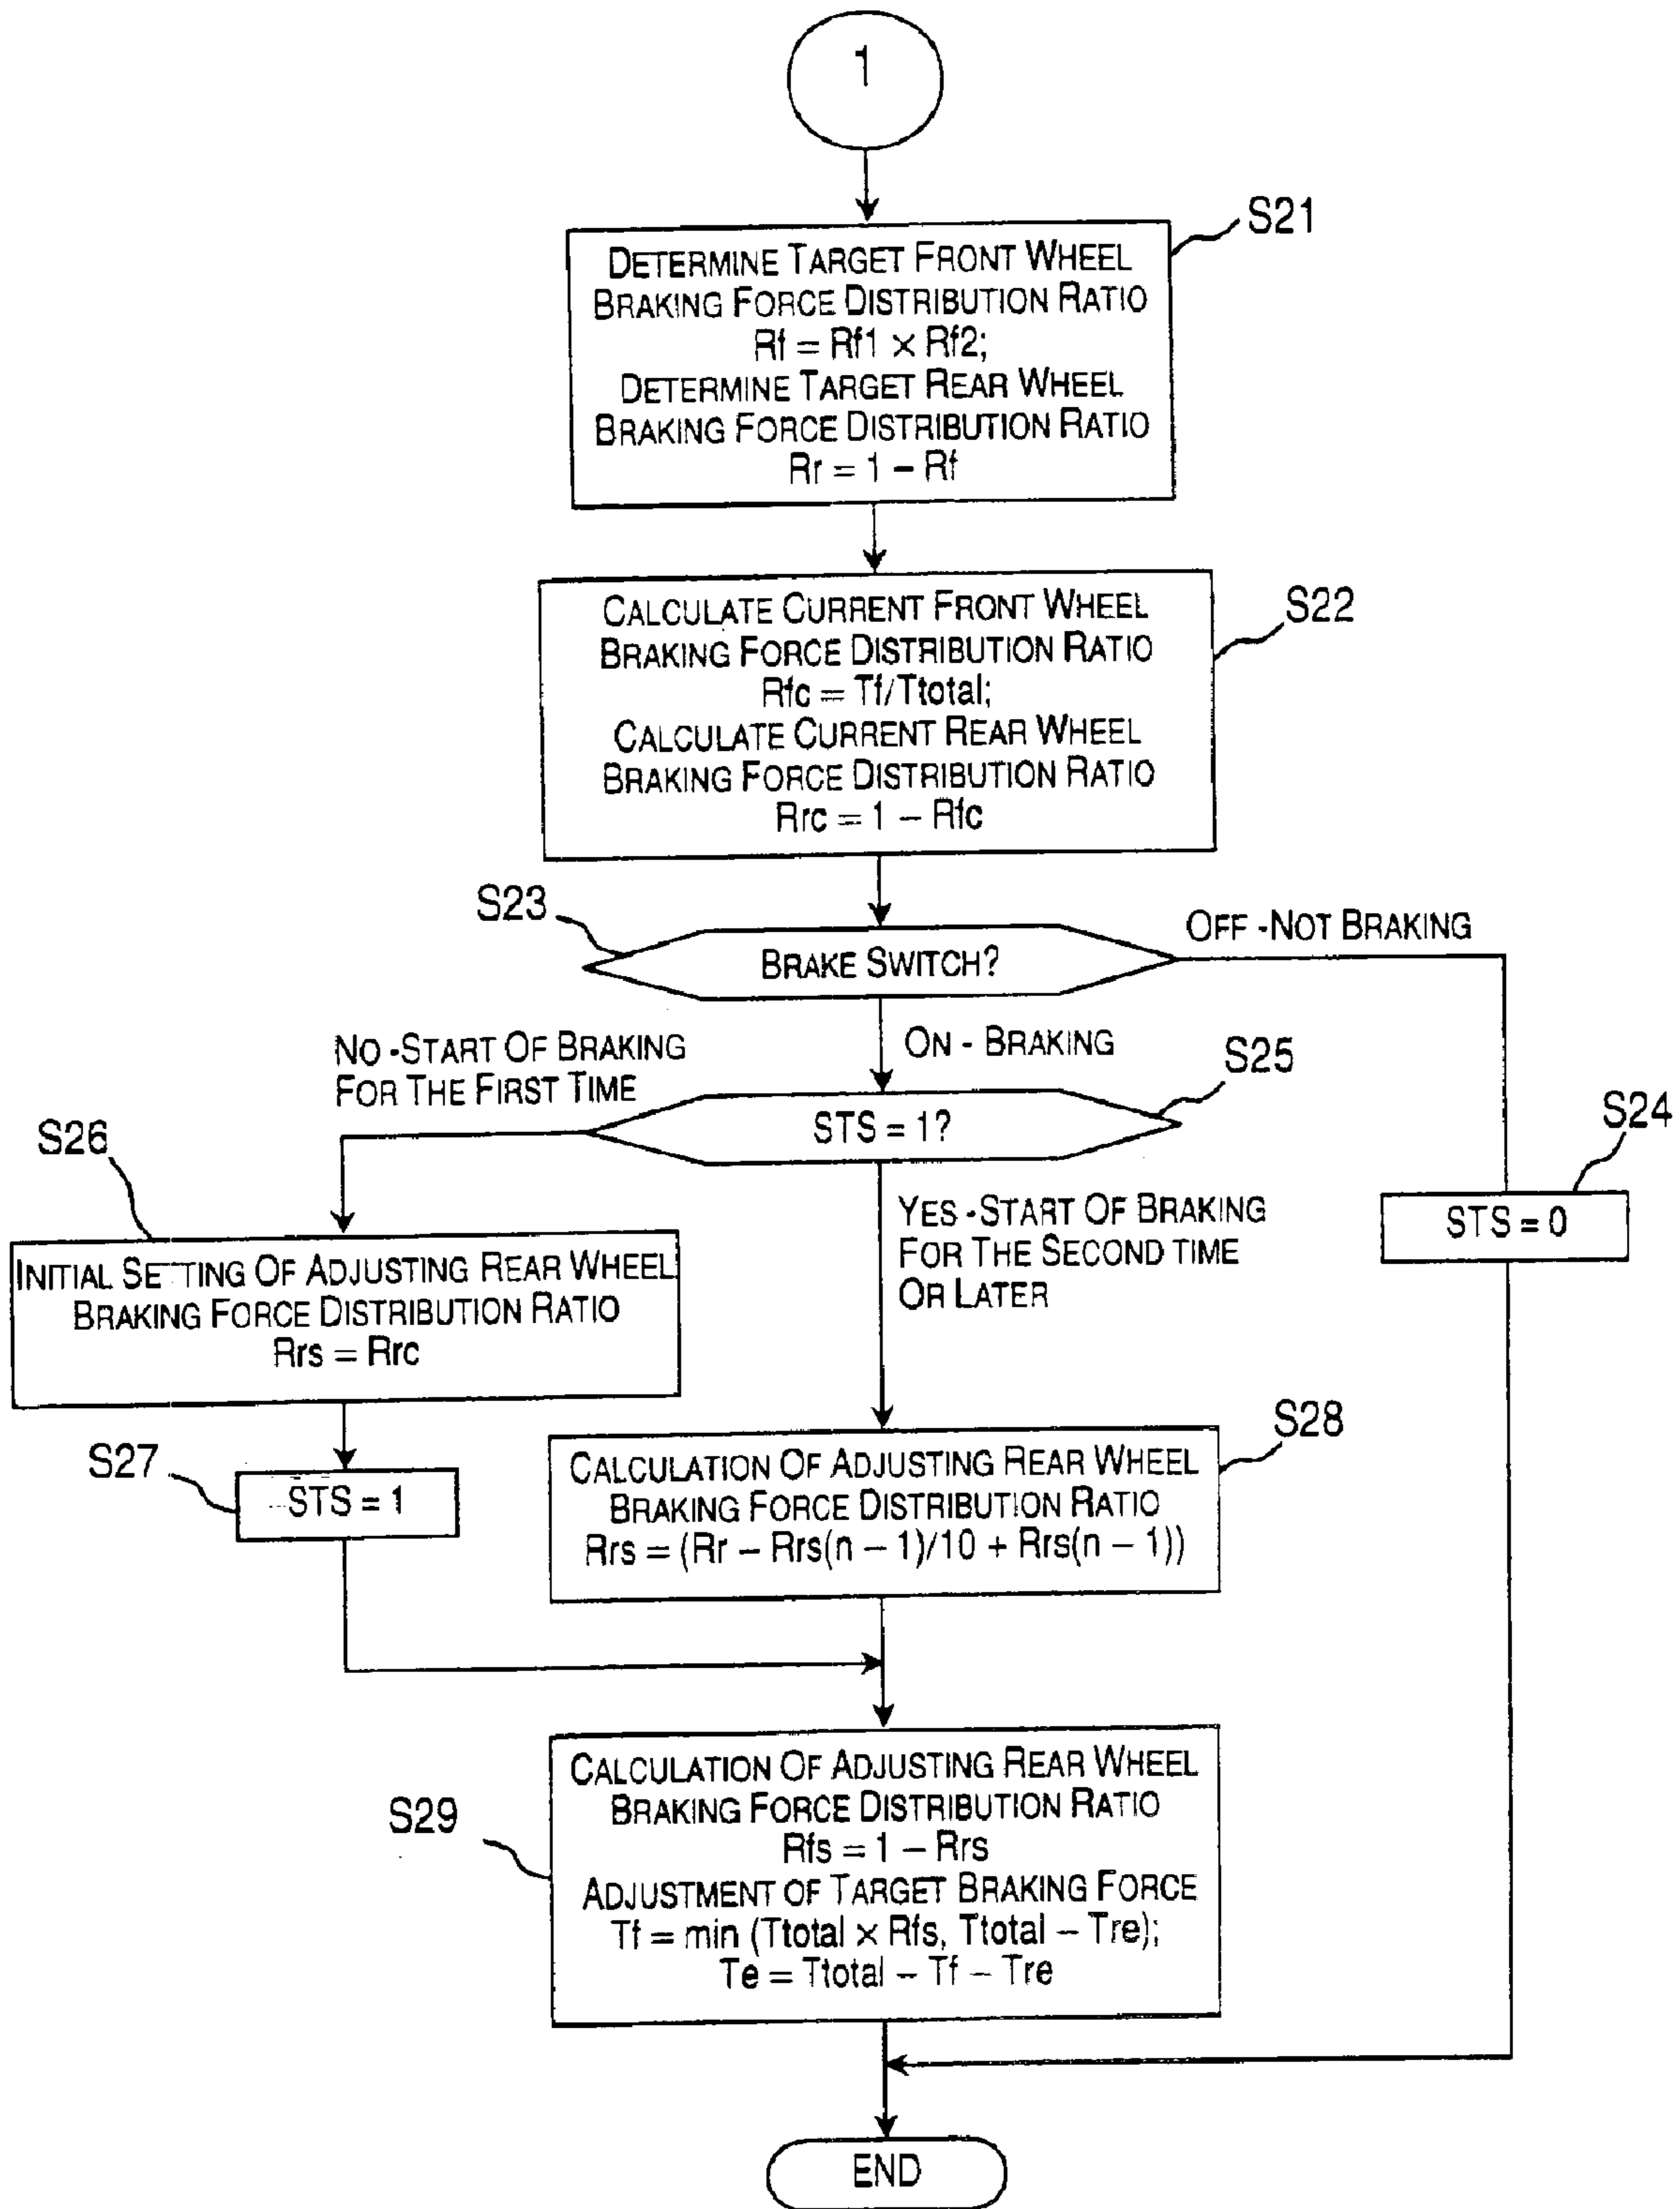 1
S21
DETERMINE TARGET FRONT WHEEL
BRAKING FORCE DISTRIBUTION RATIO
Rf = Rf1 × Rf2;
DETERMINE TARGET REAR WHEEL
BRAKING FORCE DISTRIBUTION RATIO
Rr = 1 – Rf
S22
CALCULATE CURRENT FRONT WHEEL
BRAKING FORCE DISTRIBUTION RATIO
Rfc = Tf/Ttotal;
CALCULATE CURRENT REAR WHEEL
BRAKING FORCE DISTRIBUTION RATIO
Rrc = 1 – Rfc
S23
BRAKE SWITCH?
OFF -NOT BRAKING
NO -START OF BRAKING
FOR THE FIRST TIME
ON - BRAKING
S25
STS = 1?
S24
STS = 0
S26
INITIAL SETTING OF ADJUSTING REAR WHEEL
BRAKING FORCE DISTRIBUTION RATIO
Rrs = Rrc
YES -START OF BRAKING
FOR THE SECOND TIME
OR LATER
S27
STS = 1
S28
CALCULATION OF ADJUSTING REAR WHEEL
BRAKING FORCE DISTRIBUTION RATIO
Rrs = (Rr – Rrs(n – 1)/10 + Rrs(n – 1))
S29
CALCULATION OF ADJUSTING REAR WHEEL
BRAKING FORCE DISTRIBUTION RATIO
Rfs = 1 – Rrs
ADJUSTMENT OF TARGET BRAKING FORCE
Tf = min (Ttotal × Rfs, Ttotal – Tre);
Te = Ttotal – Tf – Tre
END